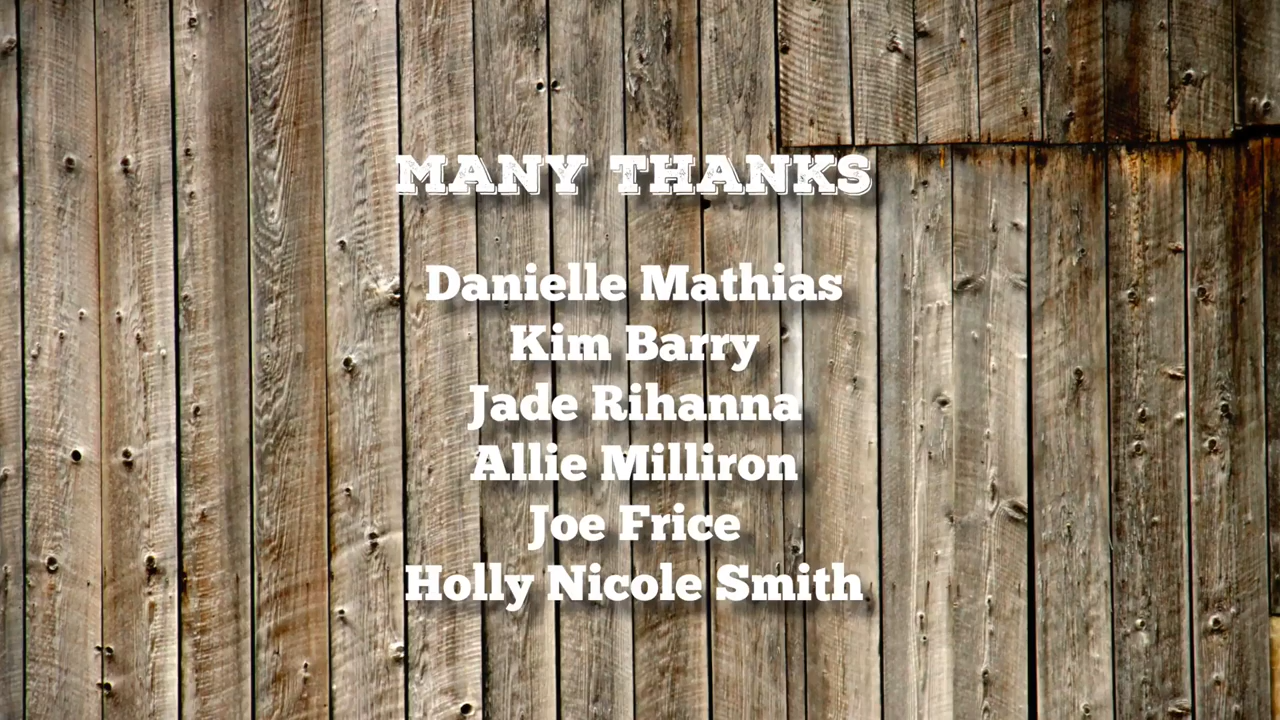 MANY THANKS
Danielle Mathias
Kim Barry
Jade Rihanna
Allie Milliron
Joe Frice
Holly Nicole Smith